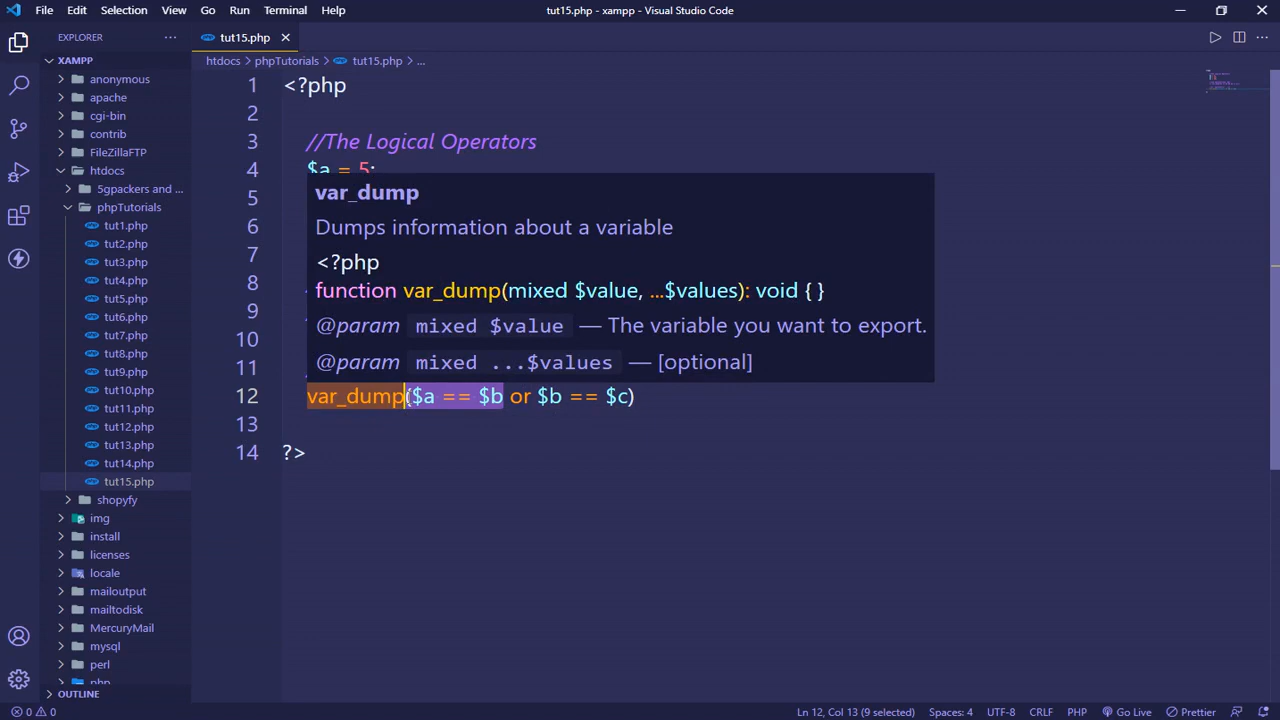 File Edit Selection View Go Run Terminal Help
tut15.php - xampp - Visual Studio Code
EXPLORER
tut15.php
XAMPP
htdocs > phpTutorials > tut15.php > ...
anonymous
apache
cgi-bin
contrib
FileZillaFTP
htdocs
5gpackers and ...
phpTutorials
tut1.php
tut2.php
tut3.php
tut4.php
tut5.php
tut6.php
tut7.php
tut8.php
tut9.php
tut10.php
tut11.php
tut12.php
tut13.php
tut14.php
tut15.php
shopyfy
img
install
licenses
locale
mailoutput
mailtodisk
MercuryMail
mysql
perl
php
OUTLINE
1 <?php
2
3 //The Logical Operators
4 $a = 5;
5
6
7
8
9
10
11
12 var_dump($a == $b or $b == $c)
13
14 ?>
var_dump
Dumps information about a variable
<?php
function var_dump(mixed $value, ...$values): void { }
@param mixed $value — The variable you want to export.
@param mixed ...$values — [optional]
0 0
Ln 12, Col 13 (9 selected) Spaces: 4 UTF-8 CRLF PHP Go Live Prettier